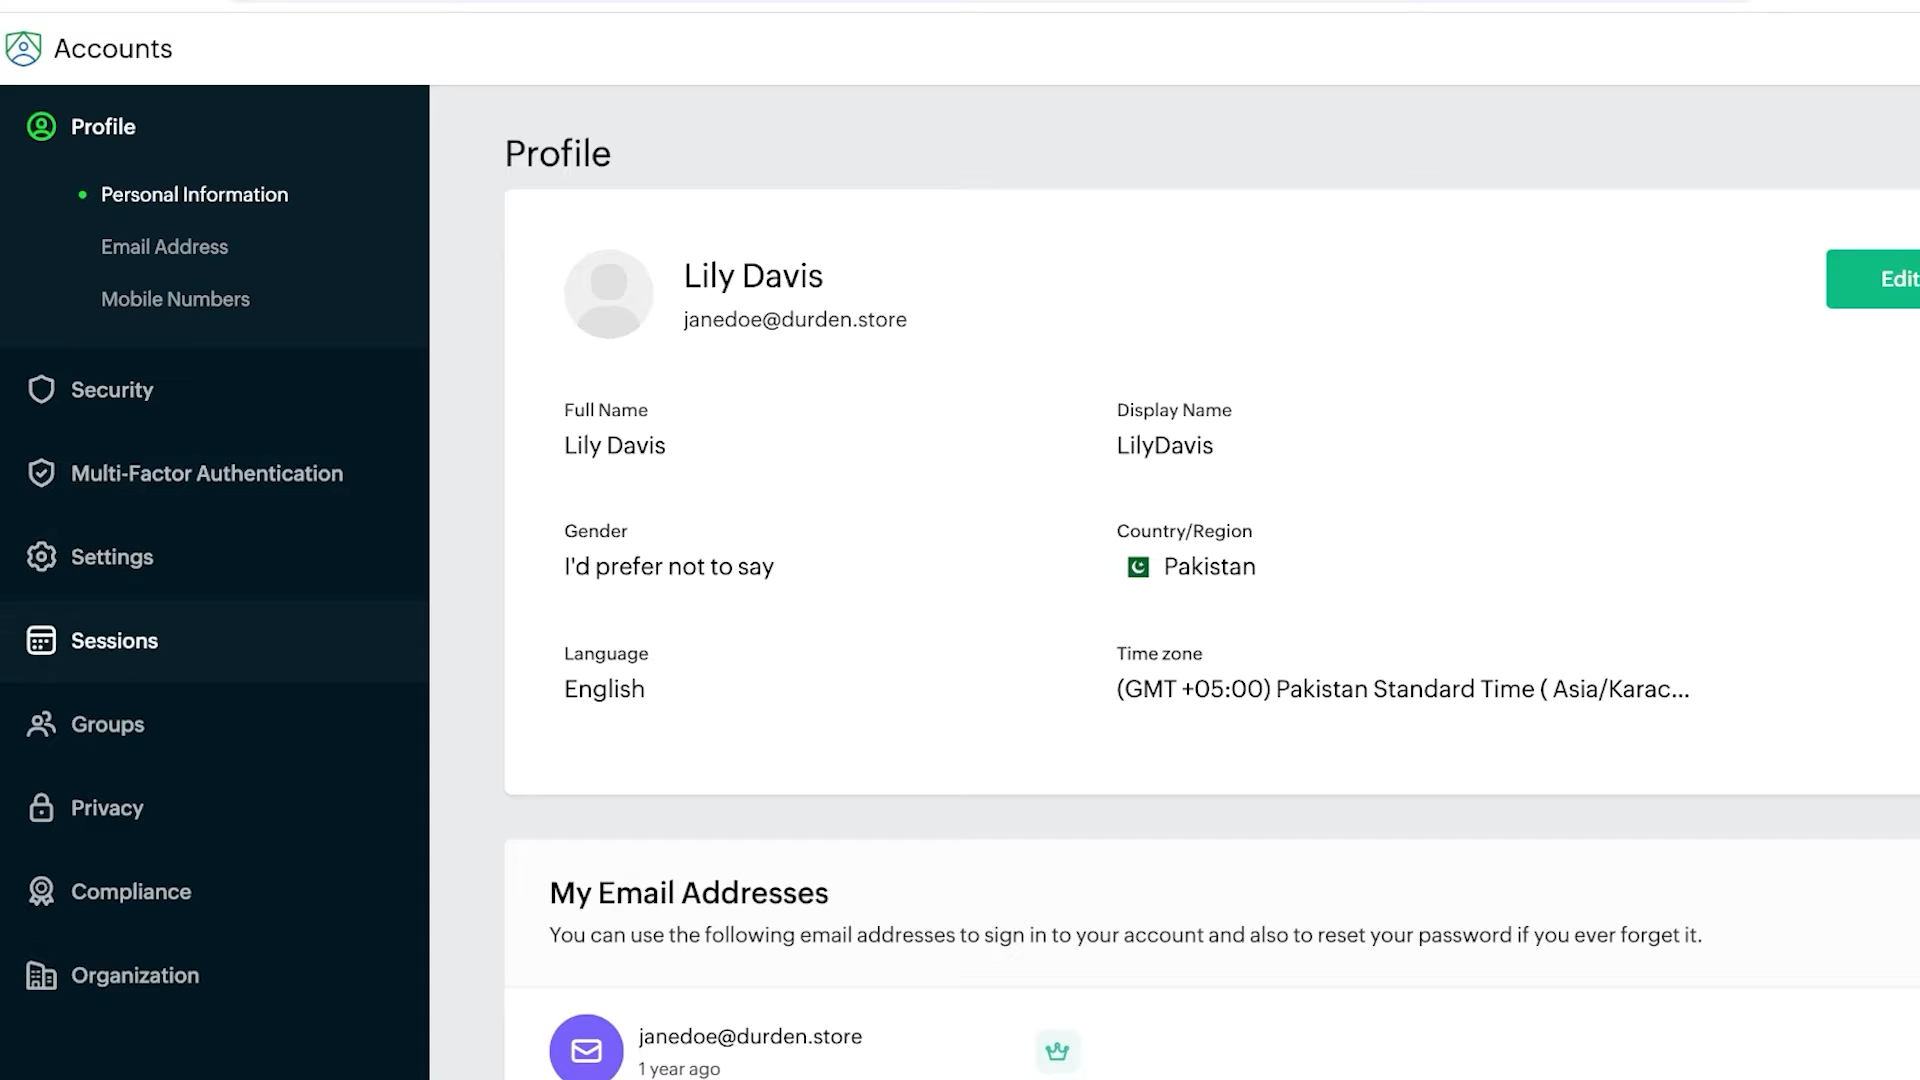 Accounts
Profile
Personal Information
Email Address
Mobile Numbers
Security
Multi-Factor Authentication
Settings
Sessions
Groups
Privacy
Compliance
Organization
Profile
Lily Davis
janedoe@durden.store
Edit
Full Name
Lily Davis
Display Name
LilyDavis
Gender
I'd prefer not to say
Country/Region
Pakistan
Language
English
Time zone
(GMT +05:00) Pakistan Standard Time ( Asia/Karac...
My Email Addresses
You can use the following email addresses to sign in to your account and also to reset your password if you ever forget it.
janedoe@durden.store
1 year ago